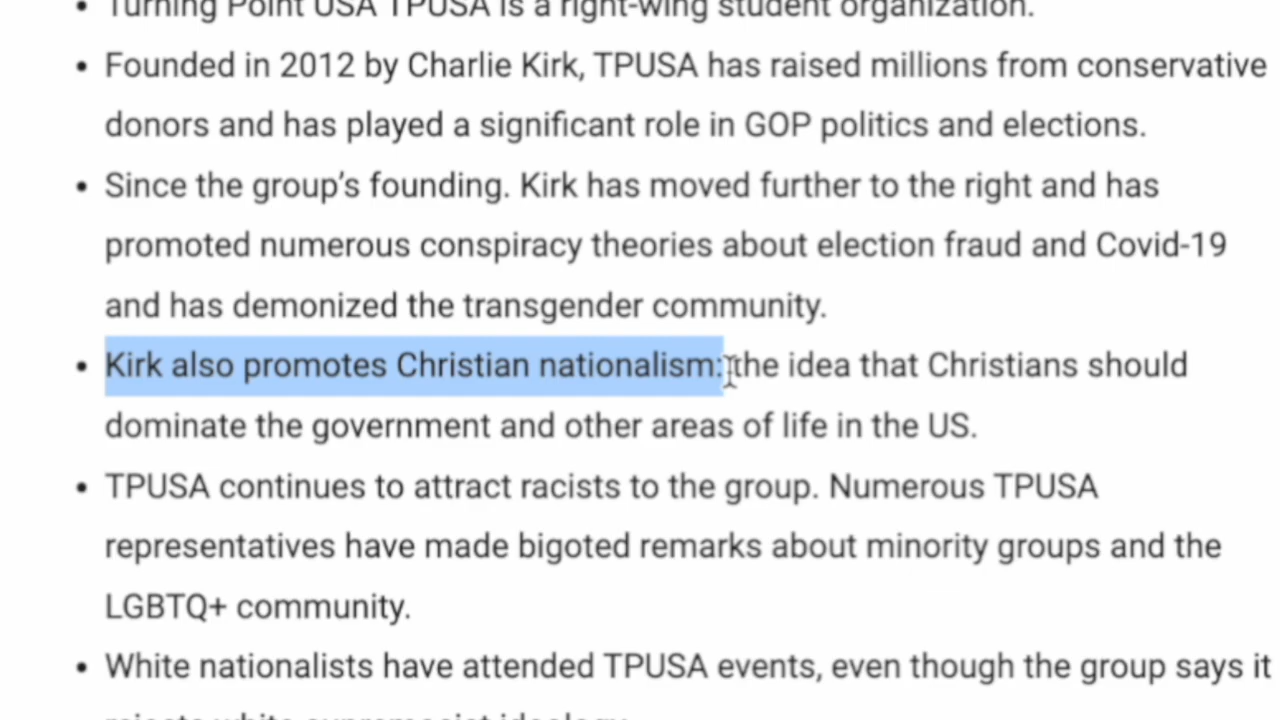 Turning Point USA TPUSA is a right-wing student organization.
Founded in 2012 by Charlie Kirk, TPUSA has raised millions from conservative
donors and has played a significant role in GOP politics and elections.
Since the group’s founding. Kirk has moved further to the right and has
promoted numerous conspiracy theories about election fraud and Covid-19
and has demonized the transgender community.
Kirk also promotes Christian nationalism: the idea that Christians should
dominate the government and other areas of life in the US.
TPUSA continues to attract racists to the group. Numerous TPUSA
representatives have made bigoted remarks about minority groups and the
LGBTQ+ community.
White nationalists have attended TPUSA events, even though the group says it
rejects white supremacist ideology.